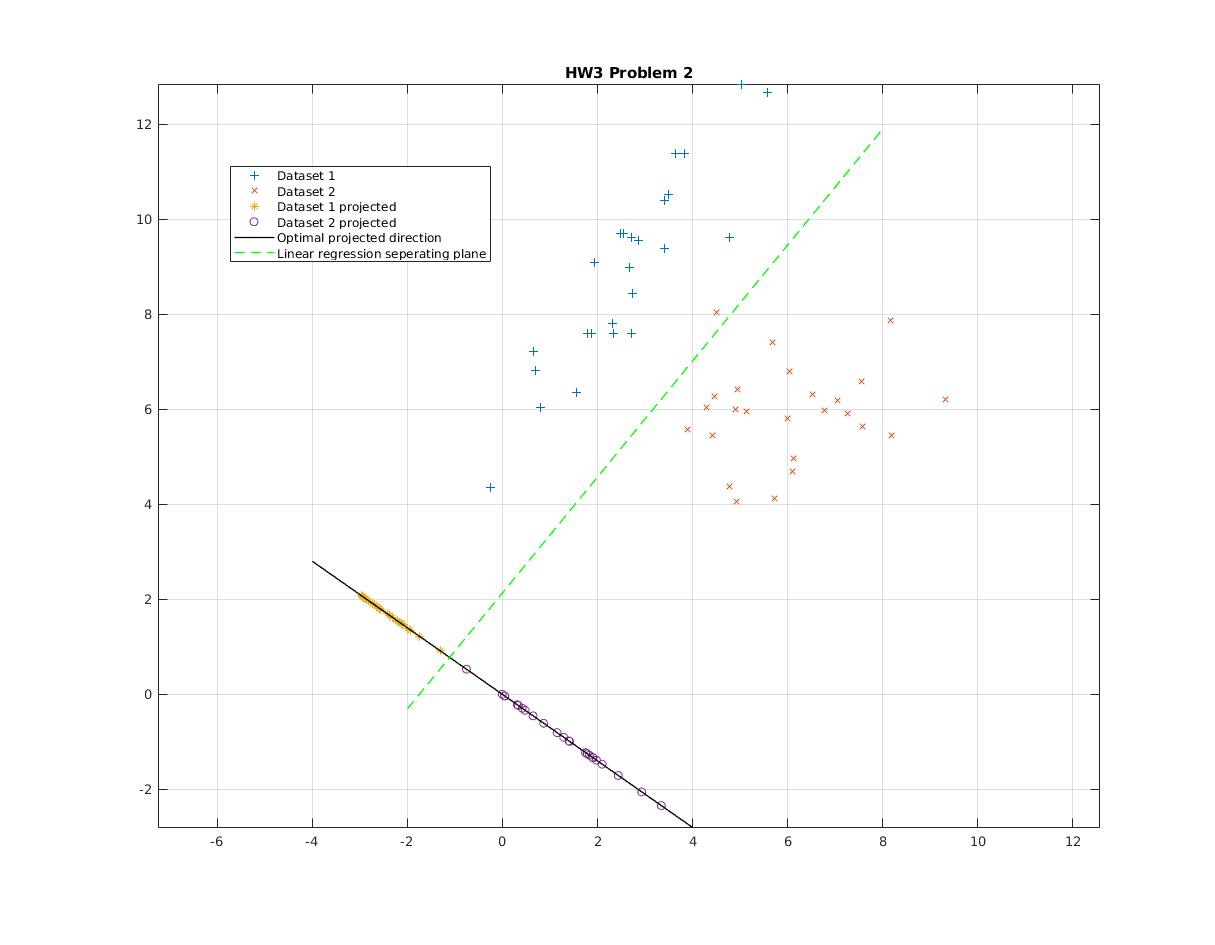 HW3 Problem 2
12
10
8
6
4
2
0
-2
Dataset 1
Dataset 2
Dataset 1 projected
Dataset 2 projected
Optimal projected direction
Linear regression seperating plane
-6 -4 -2 0 2 4 6 8 10 12